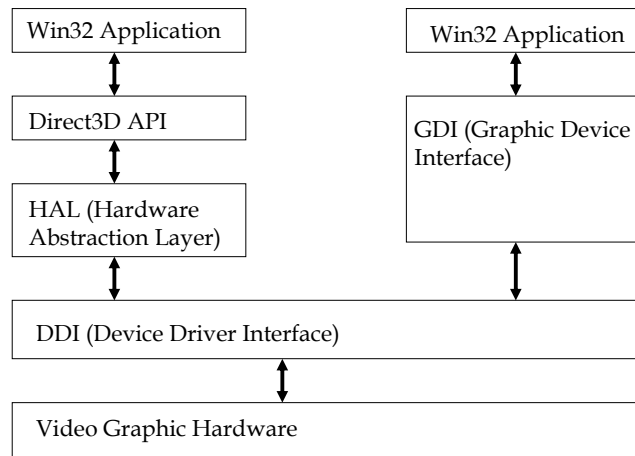 Win32 Application
Win32 Application
Direct3D API
GDI (Graphic Device
Interface)
HAL (Hardware
Abstraction Layer)
DDI (Device Driver Interface)
Video Graphic Hardware